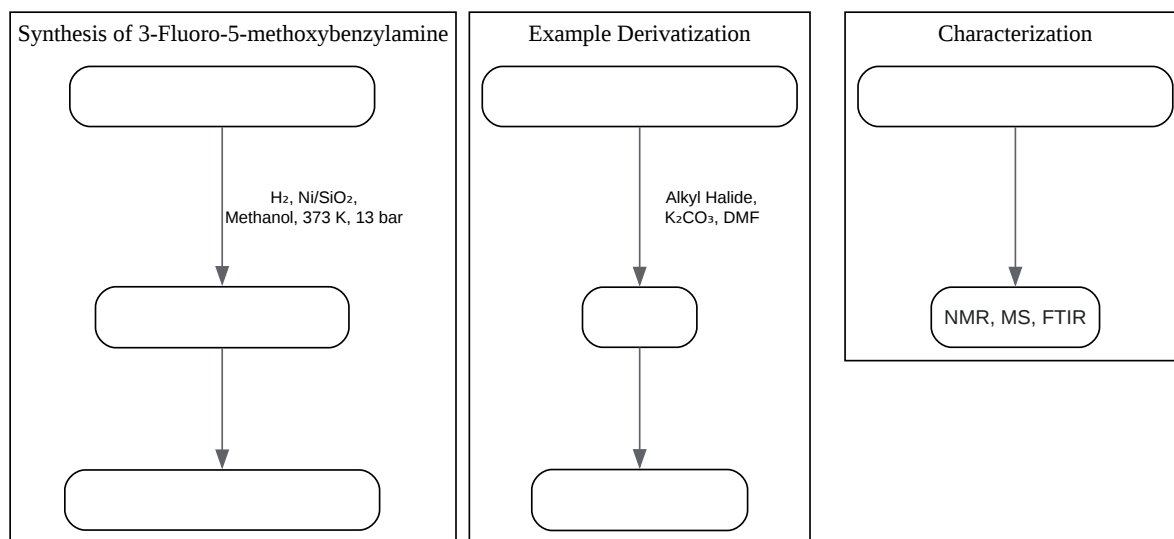 Synthesis of 3-Fluoro-5-methoxybenzylamine
H₂, Ni/SiO₂,
Methanol, 373 K, 13 bar
Example Derivatization
Alkyl Halide,
K₂CO₃, DMF
Characterization
NMR, MS, FTIR